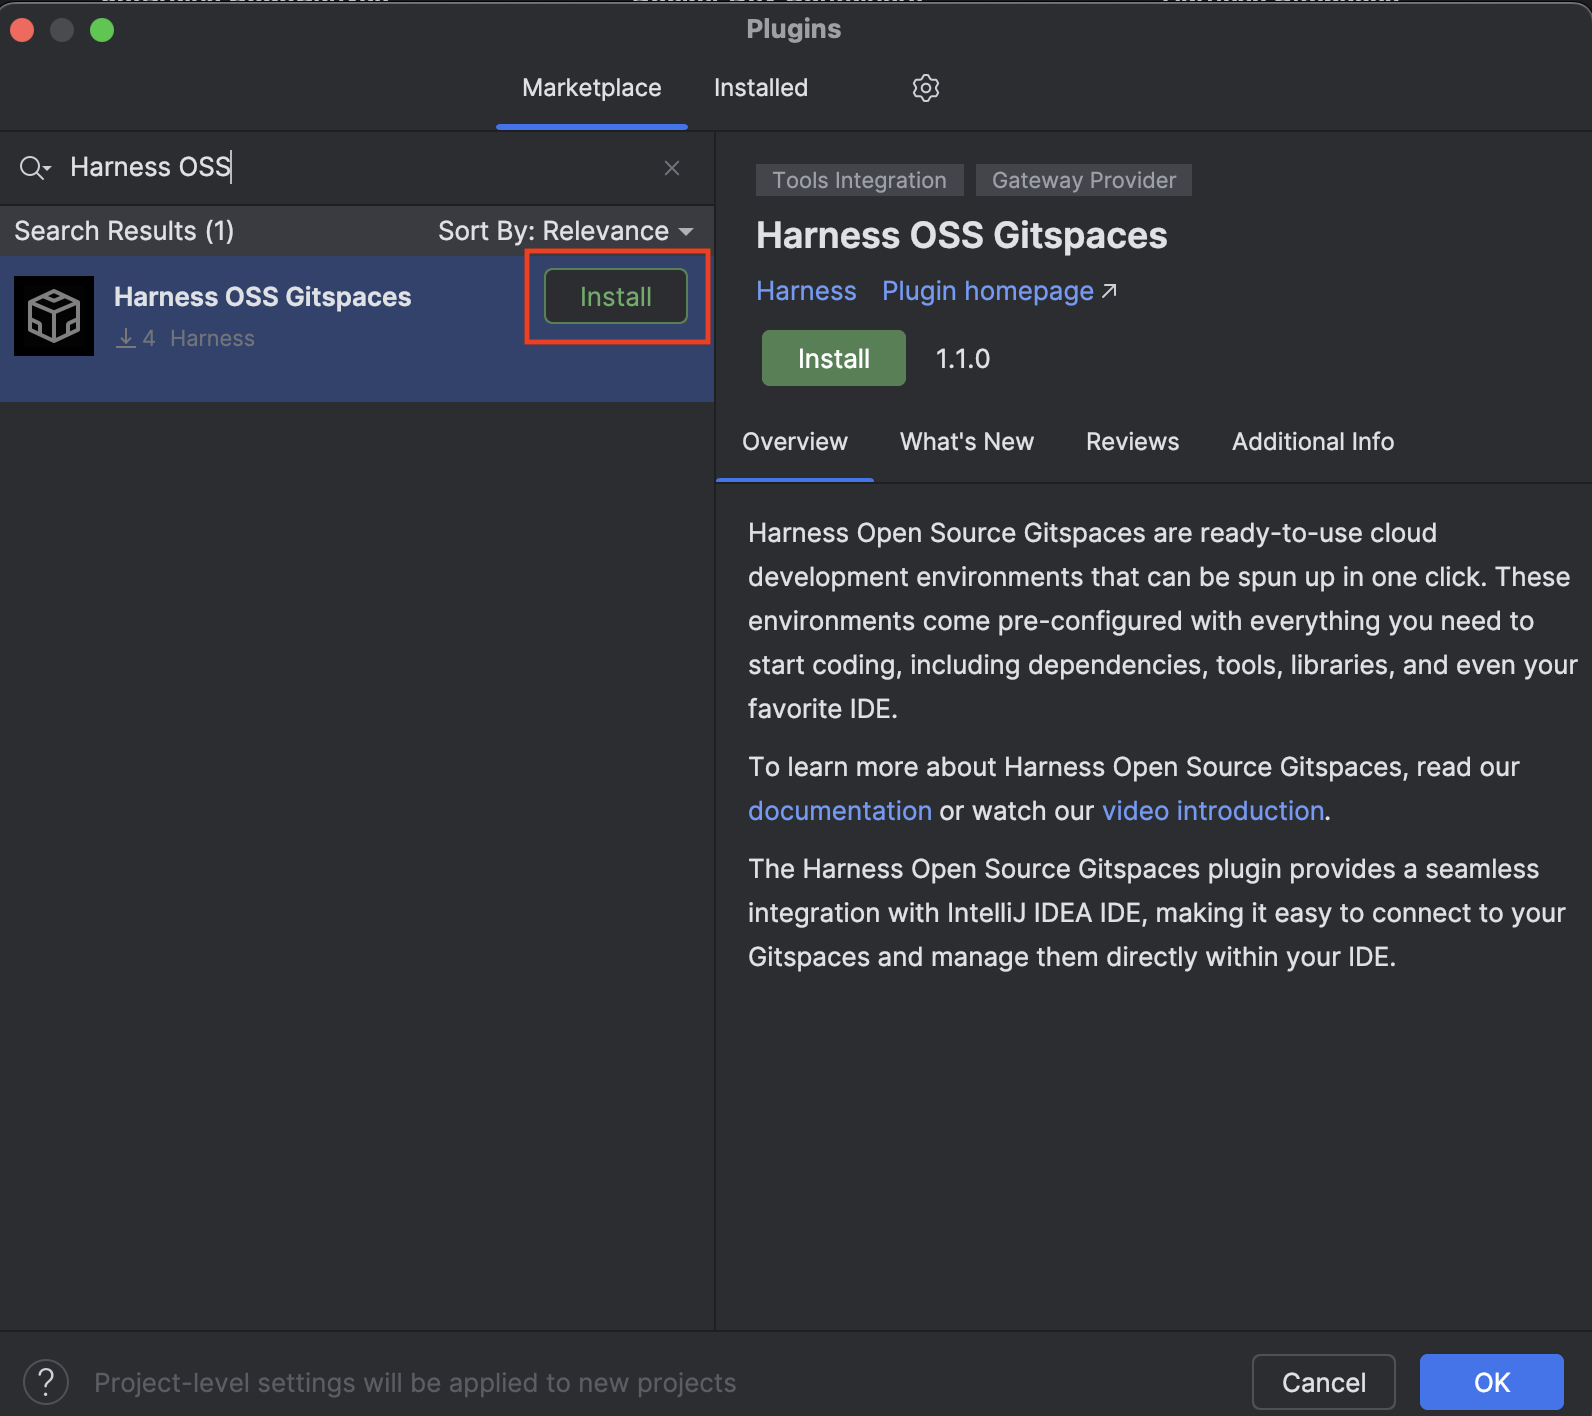 Plugins
Marketplace
Installed
Harness OSS
Search Results (1)
Sort By: Relevance
Harness OSS Gitspaces
Install
4 Harness
Tools Integration
Gateway Provider
Harness OSS Gitspaces
Harness
Plugin homepage
Install
1.1.0
Overview
What's New
Reviews
Additional Info
Harness Open Source Gitspaces are ready-to-use cloud
development environments that can be spun up in one click. These
environments come pre-configured with everything you need to
start coding, including dependencies, tools, libraries, and even your
favorite IDE.
To learn more about Harness Open Source Gitspaces, read our
documentation or watch our video introduction.
The Harness Open Source Gitspaces plugin provides a seamless
integration with IntelliJ IDEA IDE, making it easy to connect to your
Gitspaces and manage them directly within your IDE.
?
Project-level settings will be applied to new projects
Cancel
OK